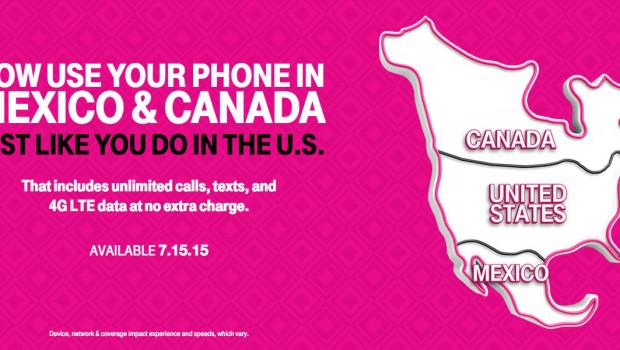 OW USE YOUR PHONE IN
MEXICO & CANADA
ST LIKE YOU DO IN THE U.S.
That includes unlimited calls, texts, and
4G LTE data at no extra charge.
AVAILABLE 7.15.15
Device, network & coverage impact experience and speeds, which vary.
CANADA
UNITED
STATES
MEXICO